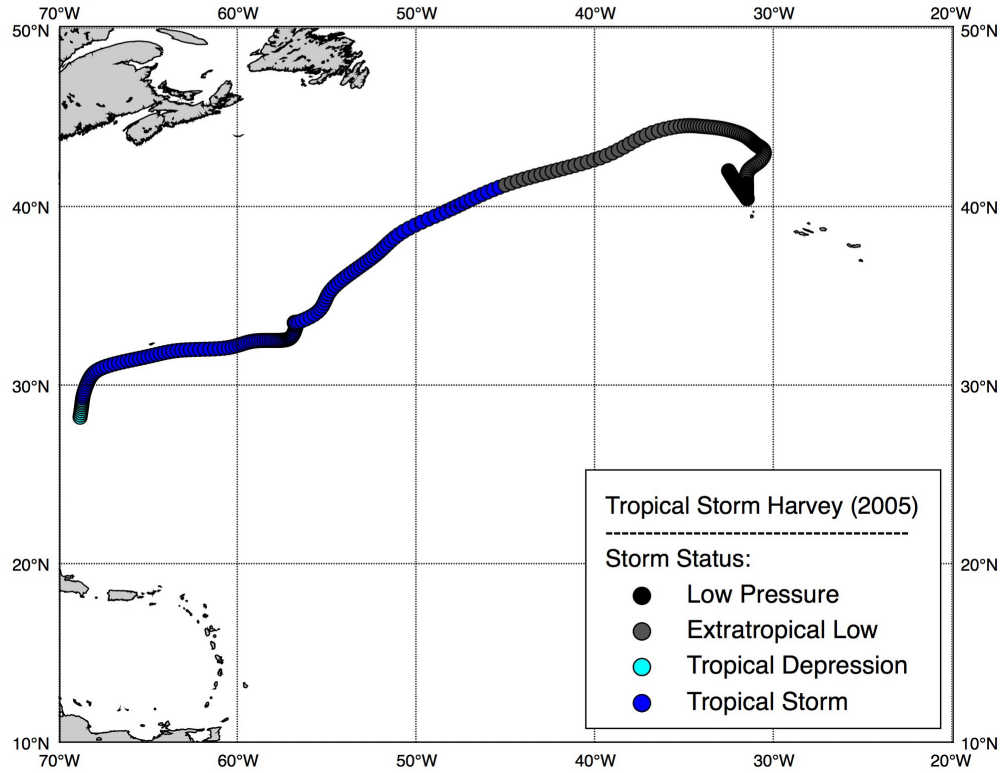 70°W 60°W 50°W 40°W 30°W 20°W
50°N 50°N
40°N 40°N
30°N 30°N
Tropical Storm Harvey (2005)
------------------------------
Storm Status:
20°N 20°N
Low Pressure
Extratropical Low
Tropical Depression
Tropical Storm
10°N 10°N
70°W 60°W 50°W 40°W 30°W 20°W